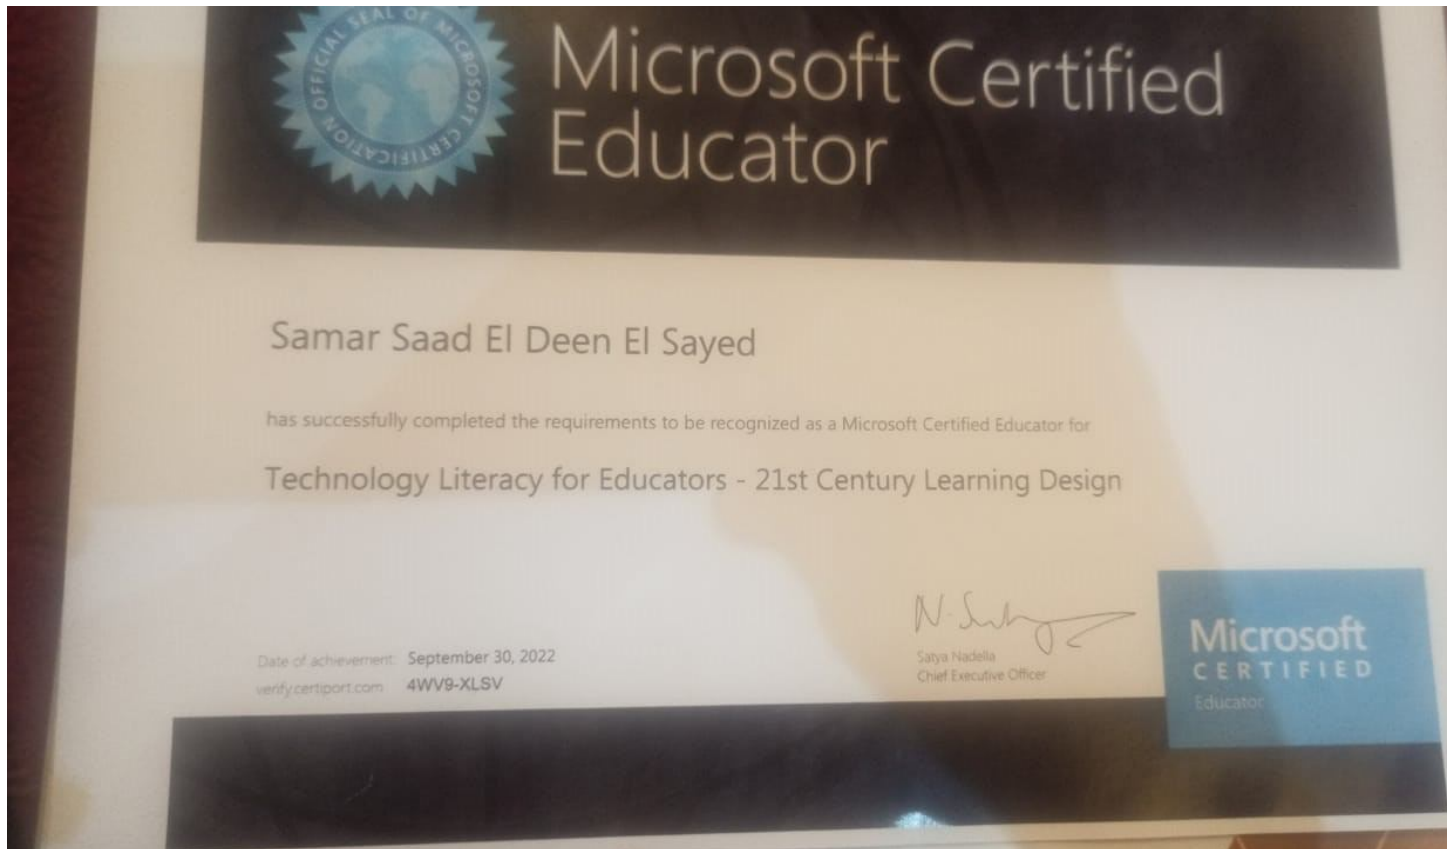 OFFICIAL SEAL OF MICROSOFT CERTIFICATION
Microsoft Certified
Educator
Samar Saad El Deen El Sayed
has successfully completed the requirements to be recognized as a Microsoft Certified Educator for
Technology Literacy for Educators - 21st Century Learning Design
Date of achievement: September 30, 2022
verify.certiport.com 4WV9-XLSV
Satya Nadella
Chief Executive Officer
Microsoft
CERTIFIED
Educator